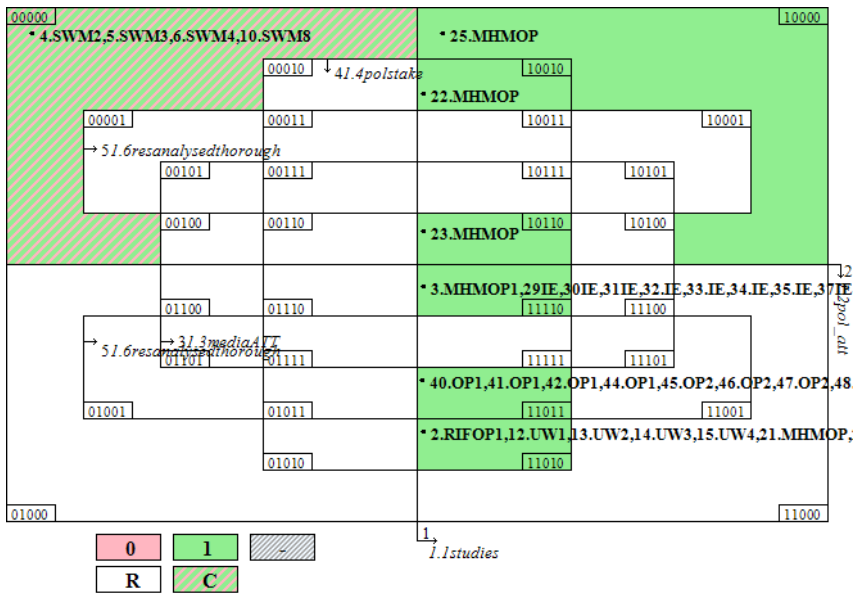 00000 10000
4.SWM2,5.SWM3,6.SWM4,10.SWM8 25.MHMOP
00010 41.4polstake 10010
22.MHMOP
00001 00011 10011 10001
51.6resanalysedthorough
00101 00111 10111 10101
00100 00110 10110 10100
23.MHMOP
2
3.MHMOP1,29IE,30IE,31IE,32.IE,33.IE,34.IE,35.IE,37IE
01100 01110 11110 11100
2pol_att
31.3mediaATT
51.6resanalysedthorough
01101 01111 11111 11101
40.OP1,41.OP1,42.OP1,44.OP1,45.OP2,46.OP2,47.OP2,48.
01001 01011 11011 11001
2.RIFOP1,12.UW1,13.UW2,14.UW3,15.UW4,21.MHMOP,
01010 11010
01000 11000
1
1.1studies
0 1 -
R C